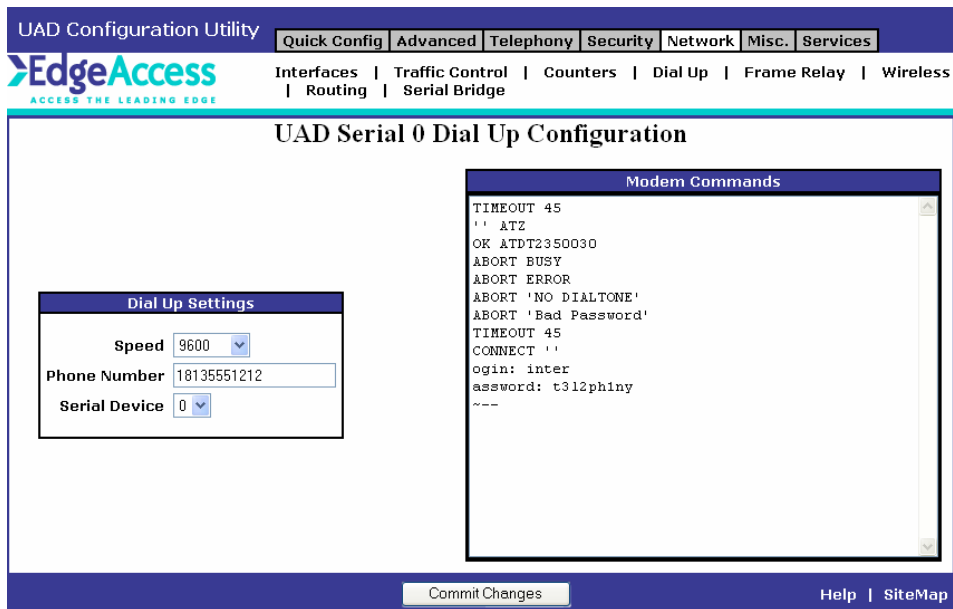 UAD Configuration Utility
Quick Config Advanced Telephony Security Network Misc. Services
EdgeAccess
ACCESS THE LEADING EDGE
Interfaces | Traffic Control | Counters | Dial Up | Frame Relay | Wireless
| Routing | Serial Bridge
UAD Serial 0 Dial Up Configuration
Dial Up Settings
Speed 9600
Phone Number 18135551212
Serial Device 0
Modem Commands
TIMEOUT 45
'' ATZ
OK ATDT2350030
ABORT BUSY
ABORT ERROR
ABORT 'NO DIALTONE'
ABORT 'Bad Password'
TIMEOUT 45
CONNECT ''
ogin: inter
assword: t3l2ph1ny
~--
Commit Changes
Help | SiteMap